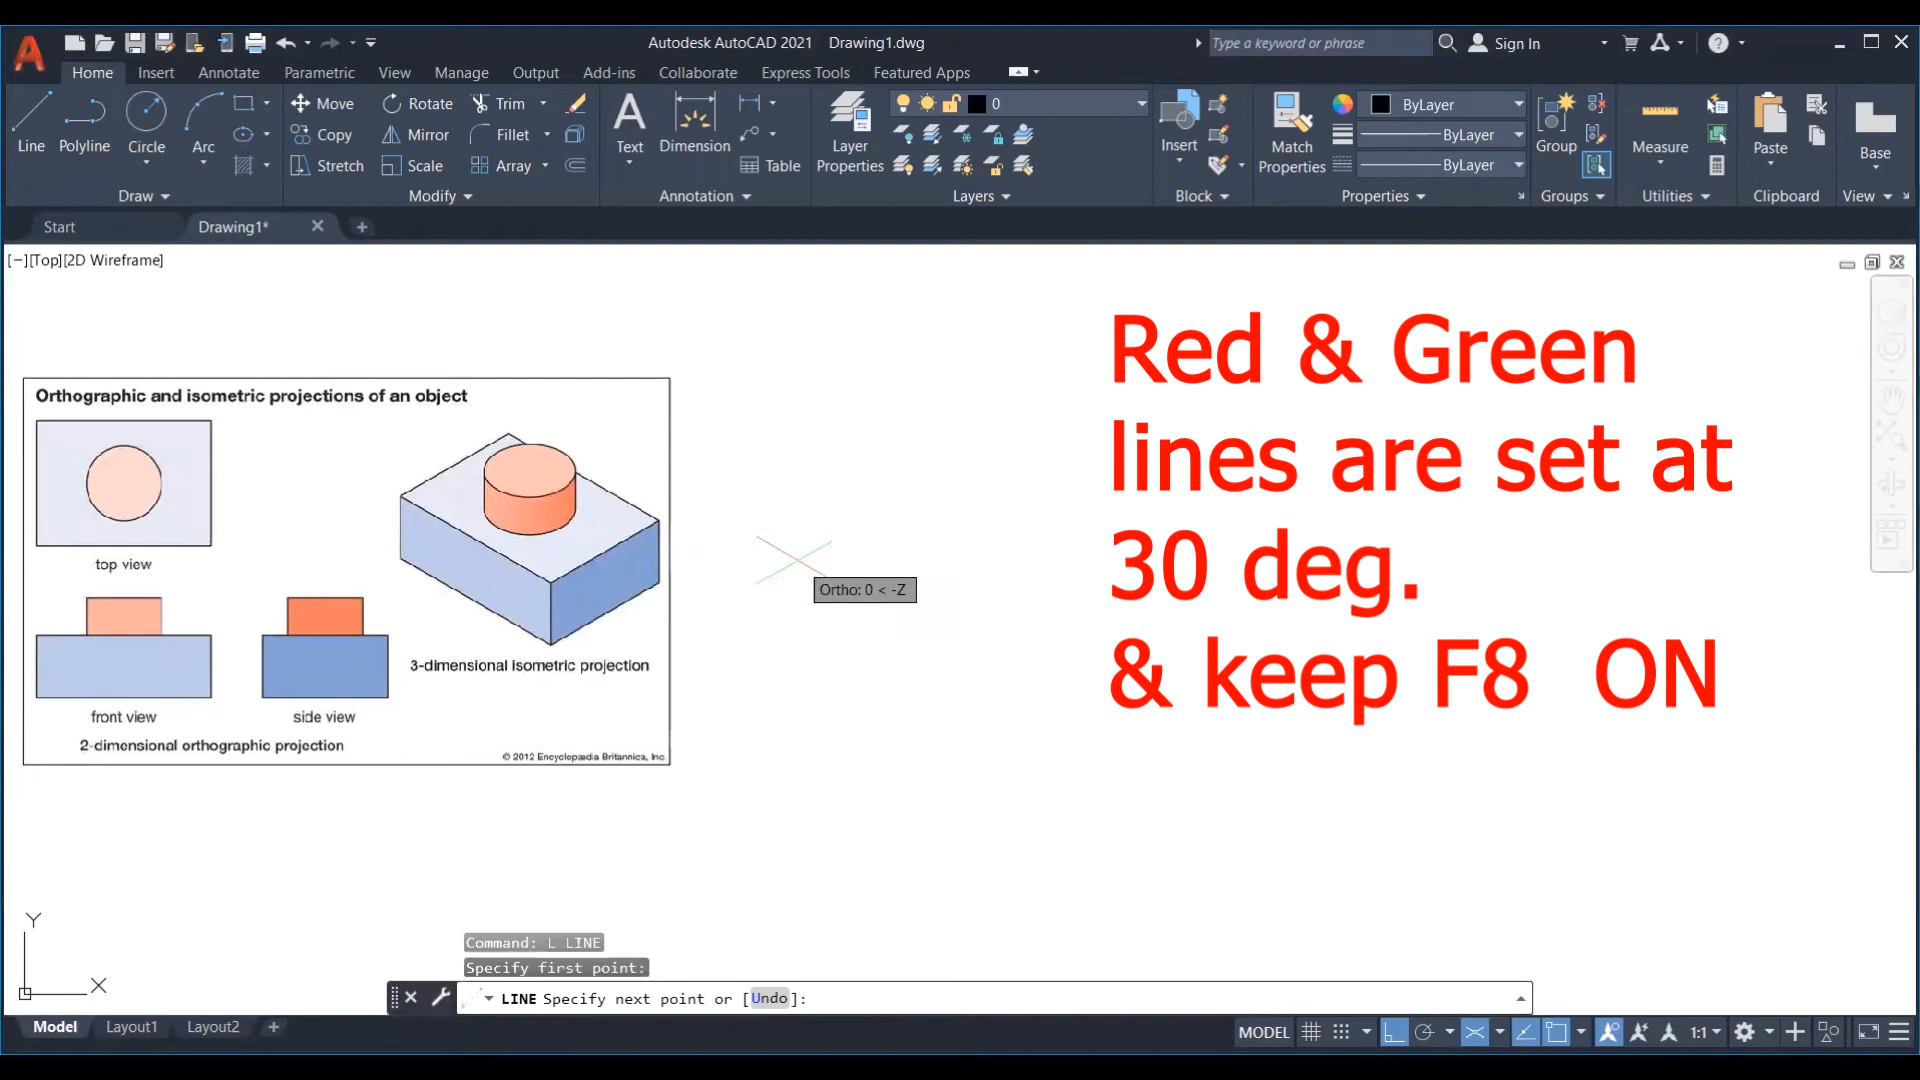 Autodesk AutoCAD 2021 Drawing1.dwg
Type a keyword or phrase
Sign In
Home Insert Annotate Parametric View Manage Output Add-ins Collaborate Express Tools Featured Apps
Line Polyline Circle Arc
Move Rotate Trim
Copy Mirror Fillet
Stretch Scale Array
Text Dimension Table
Layer Properties
0
Insert
Match Properties
ByLayer
ByLayer
ByLayer
Group
Measure
Paste
Base
Draw Modify Annotation Layers Block Properties Groups Utilities Clipboard View
Start Drawing1*
[−][Top][2D Wireframe]
Orthographic and isometric projections of an object
top view
front view
side view
2-dimensional orthographic projection
3-dimensional isometric projection
© 2012 Encyclopædia Britannica, Inc.
Ortho: 0 < -Z
Red & Green
lines are set at
30 deg.
& keep F8 ON
Y
X
Command: L LINE
Specify first point:
LINE Specify next point or [Undo]:
Model Layout1 Layout2
MODEL
1:1